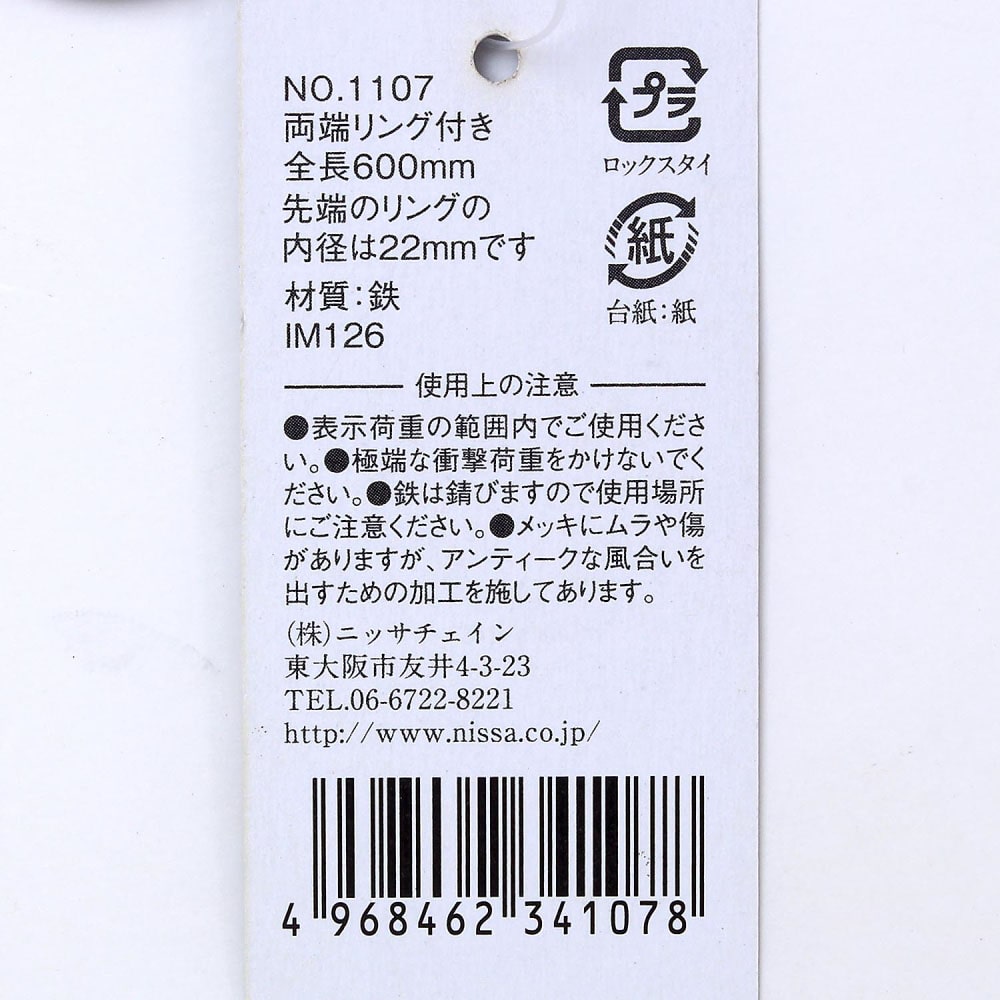 NO.1107
両端リング付き
全長600mm
先端のリングの
内径は22mmです
材質：鉄
IM126
プラ
ロックスタイ
紙
台紙：紙
使用上の注意
●表示荷重の範囲内でご使用くださ
い。●極端な衝撃荷重をかけないでく
ださい。●鉄は錆びますので使用場所
にご注意ください。●メッキにムラや傷
がありますが、アンティークな風合いを
出すための加工を施してあります。
(株)ニッサチェイン
東大阪市友井4-3-23
TEL.06-6722-8221
http://www.nissa.co.jp/
4 968462 341078